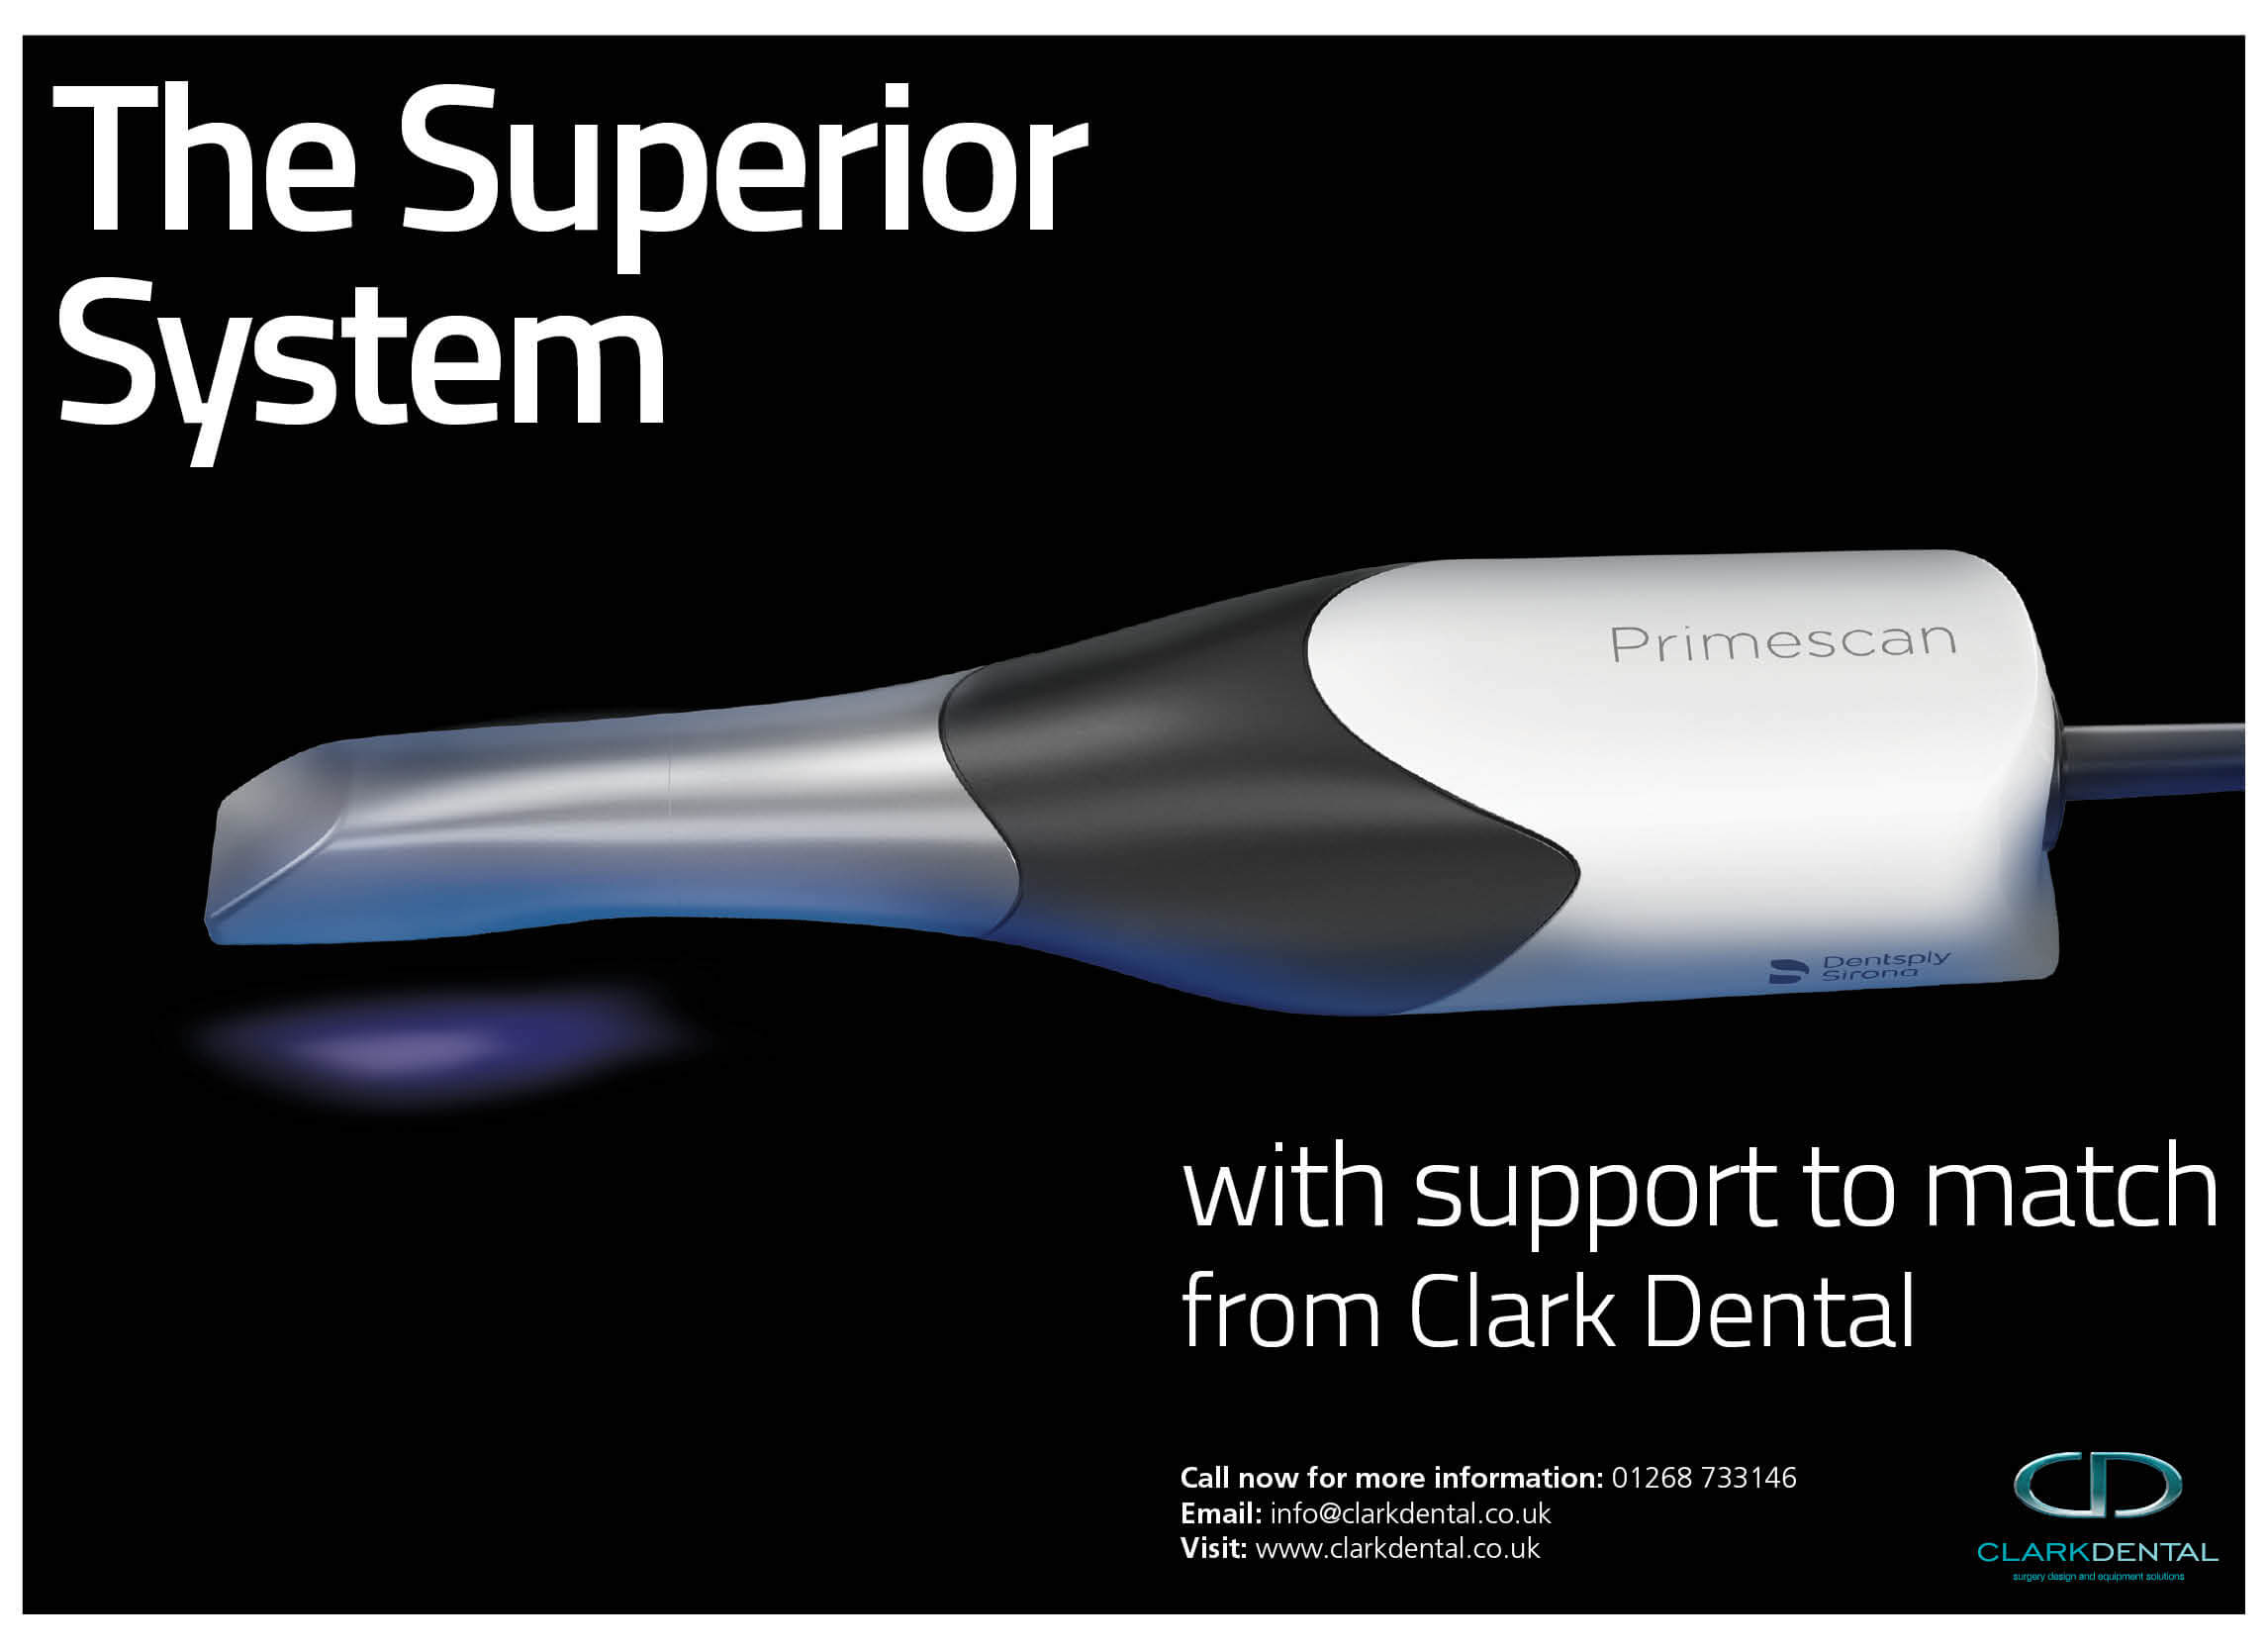 The Superior
System
Primescan
Dentsply
Sirona
with support to match
from Clark Dental
Call now for more information: 01268 733146
Email: info@clarkdental.co.uk
Visit: www.clarkdental.co.uk
CD
CLARKDENTAL
surgery design and equipment solutions